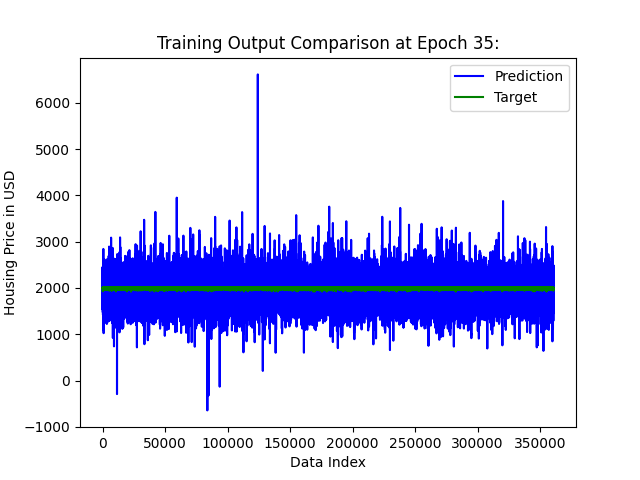 Training Output Comparison at Epoch 35:
Prediction
Target
Housing Price in USD
6000
5000
4000
3000
2000
1000
0
−1000
0 50000 100000 150000 200000 250000 300000 350000
Data Index